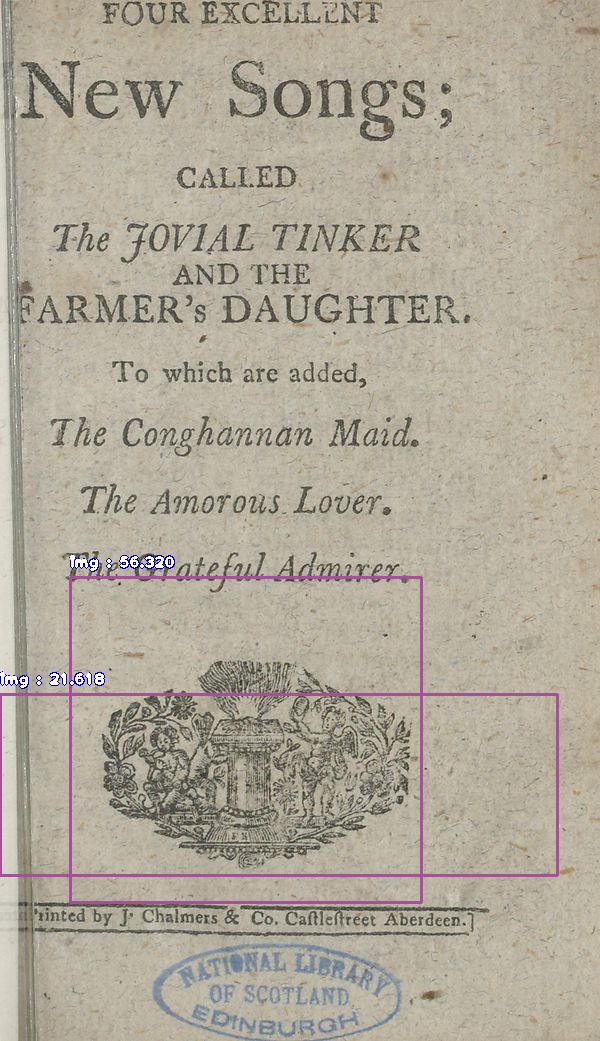 FOUR EXCELLENT
New Songs;
CALLED
The JOVIAL TINKER
AND THE
FARMER's DAUGHTER.
To which are added,
The Conghannan Maid.
The Amorous Lover.
The Grateful Admirer.
img : 56.320
img : 21.618
Printed by J. Chalmers & Co. Caſtleſtreet Aberdeen.]
NATIONAL LIBRARY
OF SCOTLAND
EDINBURGH